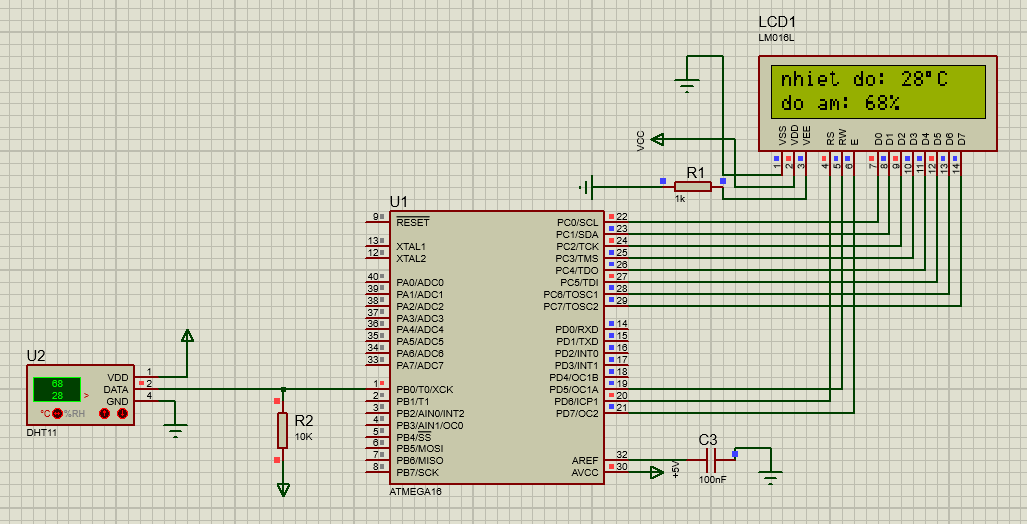 LCD1
LM016L
nhiet do: 28°C
do am: 68%
VSS
VDD
VEE
RS
RW
E
D0
D1
D2
D3
D4
D5
D6
D7
1
2
3
4
5
6
7
8
9
10
11
12
13
14
VCC
R1
1k
U1
9 RESET
13 XTAL1
12 XTAL2
40 PA0/ADC0
39 PA1/ADC1
38 PA2/ADC2
37 PA3/ADC3
36 PA4/ADC4
35 PA5/ADC5
34 PA6/ADC6
33 PA7/ADC7
1 PB0/T0/XCK
2 PB1/T1
3 PB2/AIN0/INT2
4 PB3/AIN1/OC0
5 PB4/SS
6 PB5/MOSI
7 PB6/MISO
8 PB7/SCK
PC0/SCL 22
PC1/SDA 23
PC2/TCK 24
PC3/TMS 25
PC4/TDO 26
PC5/TDI 27
PC6/TOSC1 28
PC7/TOSC2 29
PD0/RXD 14
PD1/TXD 15
PD2/INT0 16
PD3/INT1 17
PD4/OC1B 18
PD5/OC1A 19
PD6/ICP1 20
PD7/OC2 21
AREF 32
AVCC 30
ATMEGA16
U2
68
28
>
°C
%RH
VDD 1
DATA 2
GND 4
DHT11
R2
10K
C3
100nF
+5V